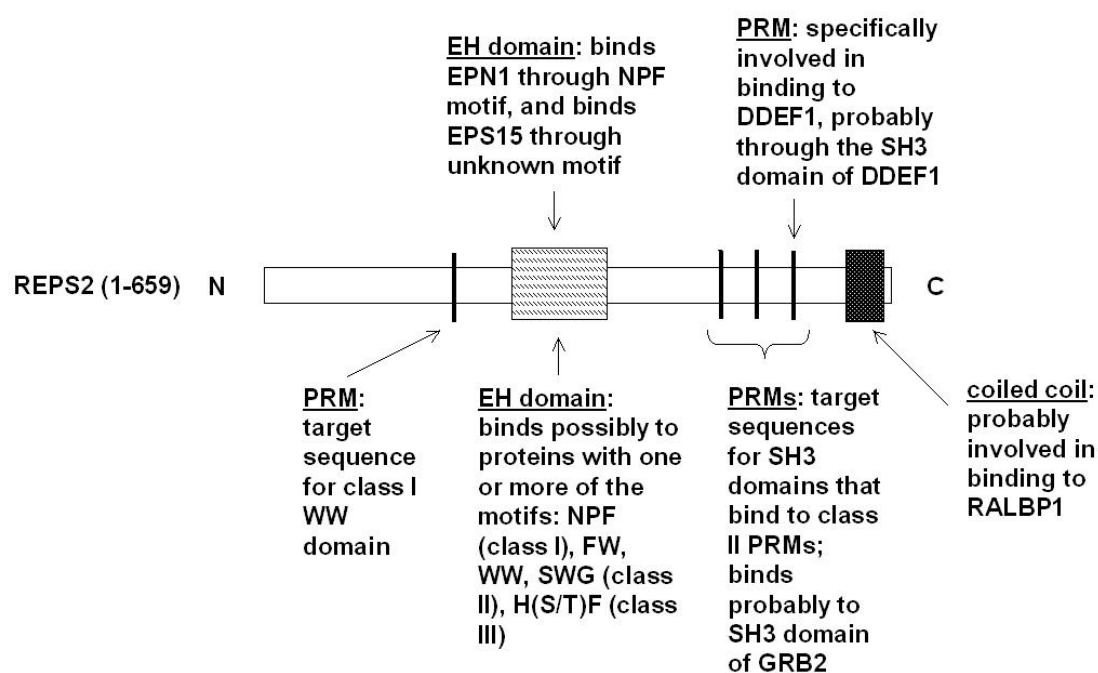 EH domain: binds
EPN1 through NPF
motif, and binds
EPS15 through
unknown motif
PRM: specifically
involved in
binding to
DDEF1, probably
through the SH3
domain of DDEF1
REPS2 (1-659) N
C
PRM:
target
sequence
for class I
WW
domain
EH domain:
binds possibly to
proteins with one
or more of the
motifs: NPF
(class I), FW,
WW, SWG (class
II), H(S/T)F (class
III)
PRMs: target
sequences
for SH3
domains that
bind to class
II PRMs;
binds
probably to
SH3 domain
of GRB2
coiled coil:
probably
involved in
binding to
RALBP1